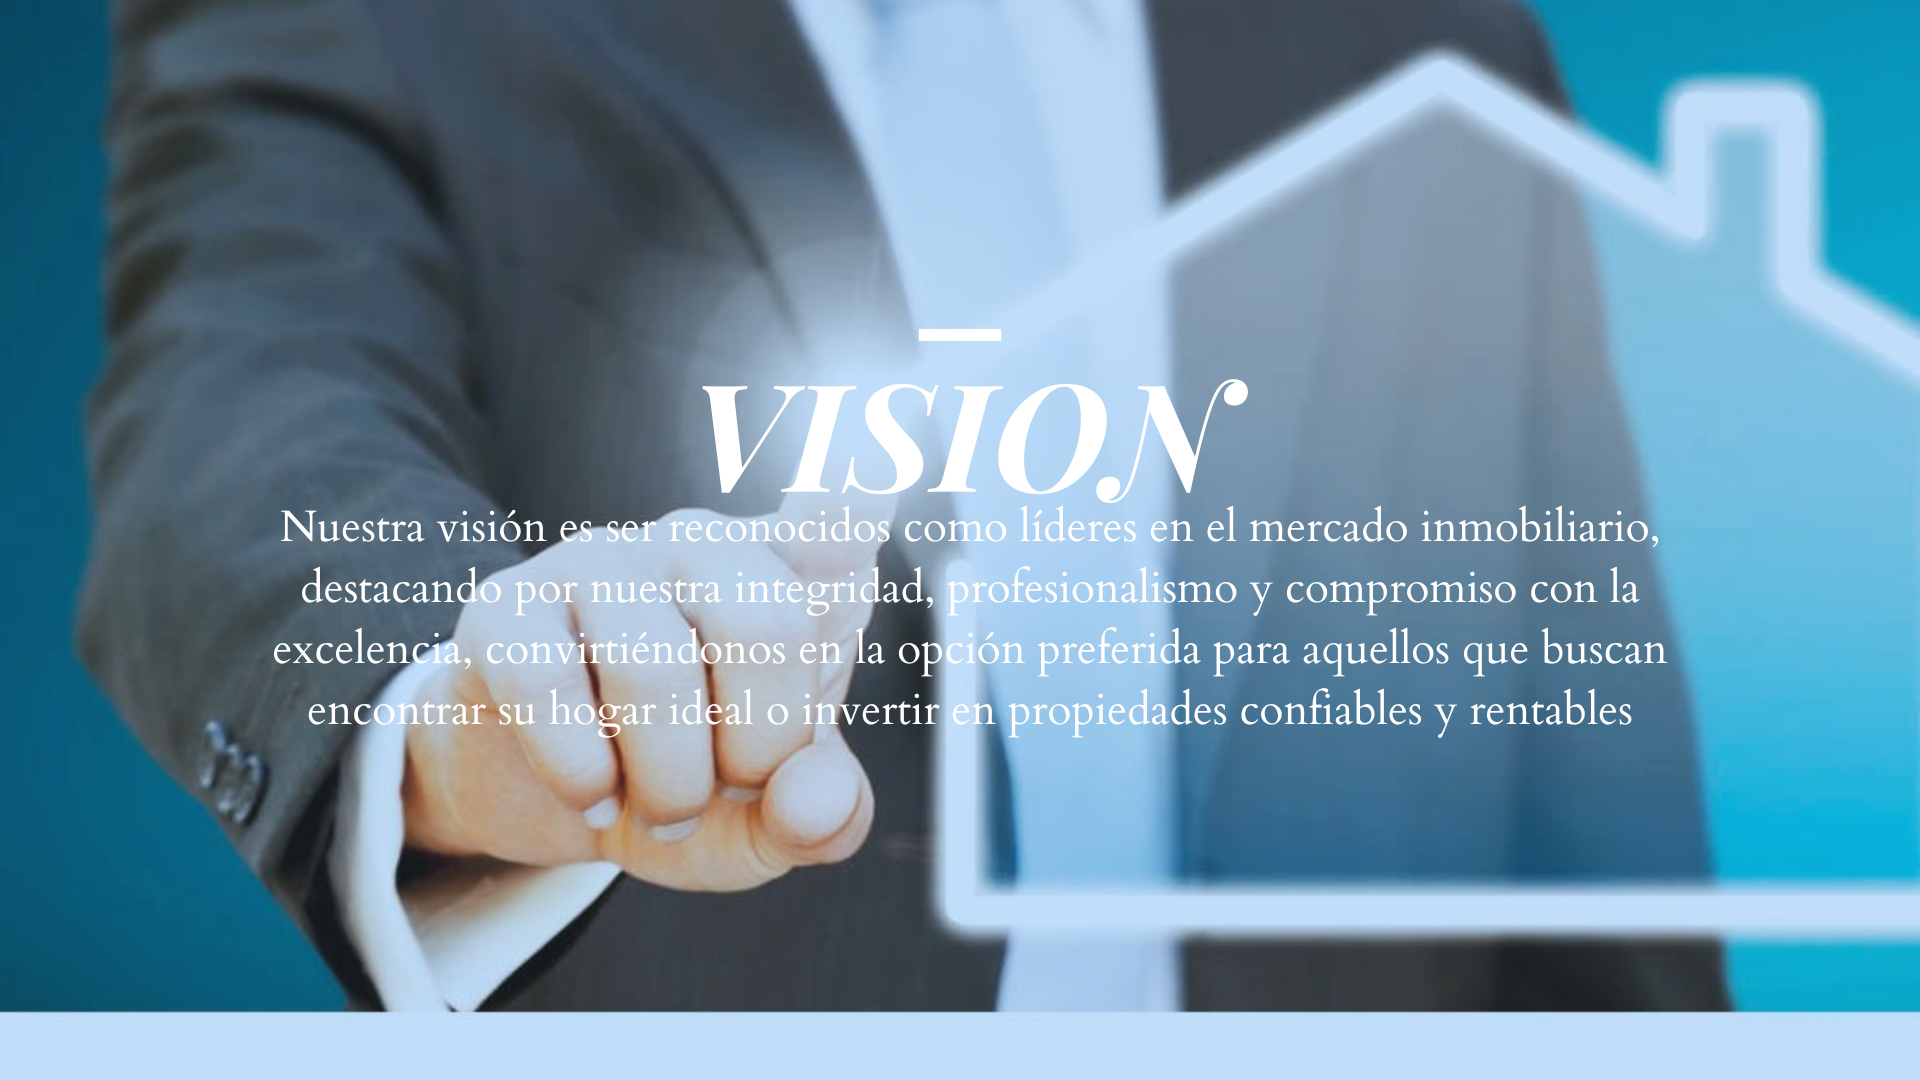 VISION
Nuestra visión es ser reconocidos como líderes en el mercado inmobiliario,
destacando por nuestra integridad, profesionalismo y compromiso con la
excelencia, convirtiéndonos en la opción preferida para aquellos que buscan
encontrar su hogar ideal o invertir en propiedades confiables y rentables